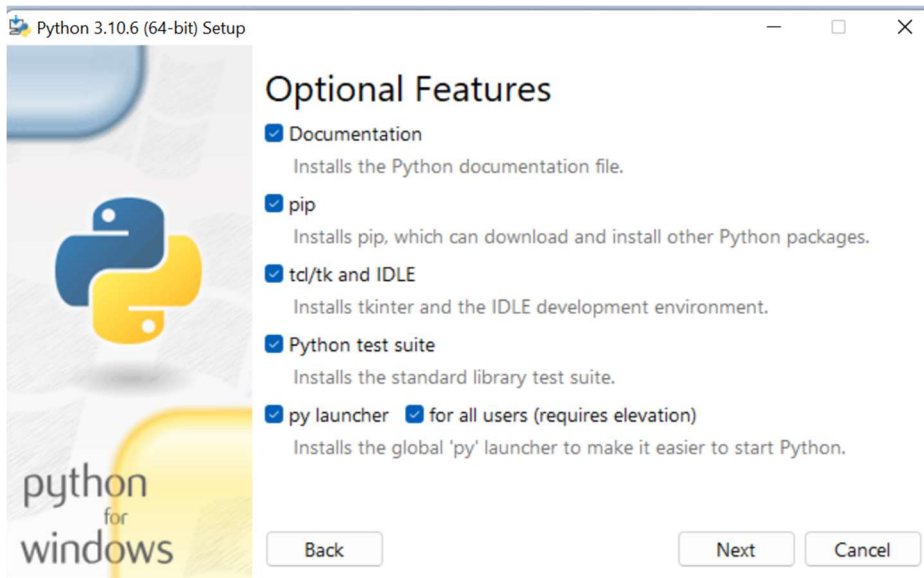 Python 3.10.6 (64-bit) Setup
Optional Features
Documentation
Installs the Python documentation file.
pip
Installs pip, which can download and install other Python packages.
tcl/tk and IDLE
Installs tkinter and the IDLE development environment.
Python test suite
Installs the standard library test suite.
py launcher for all users (requires elevation)
Installs the global 'py' launcher to make it easier to start Python.
python
for
windows
Back Next Cancel